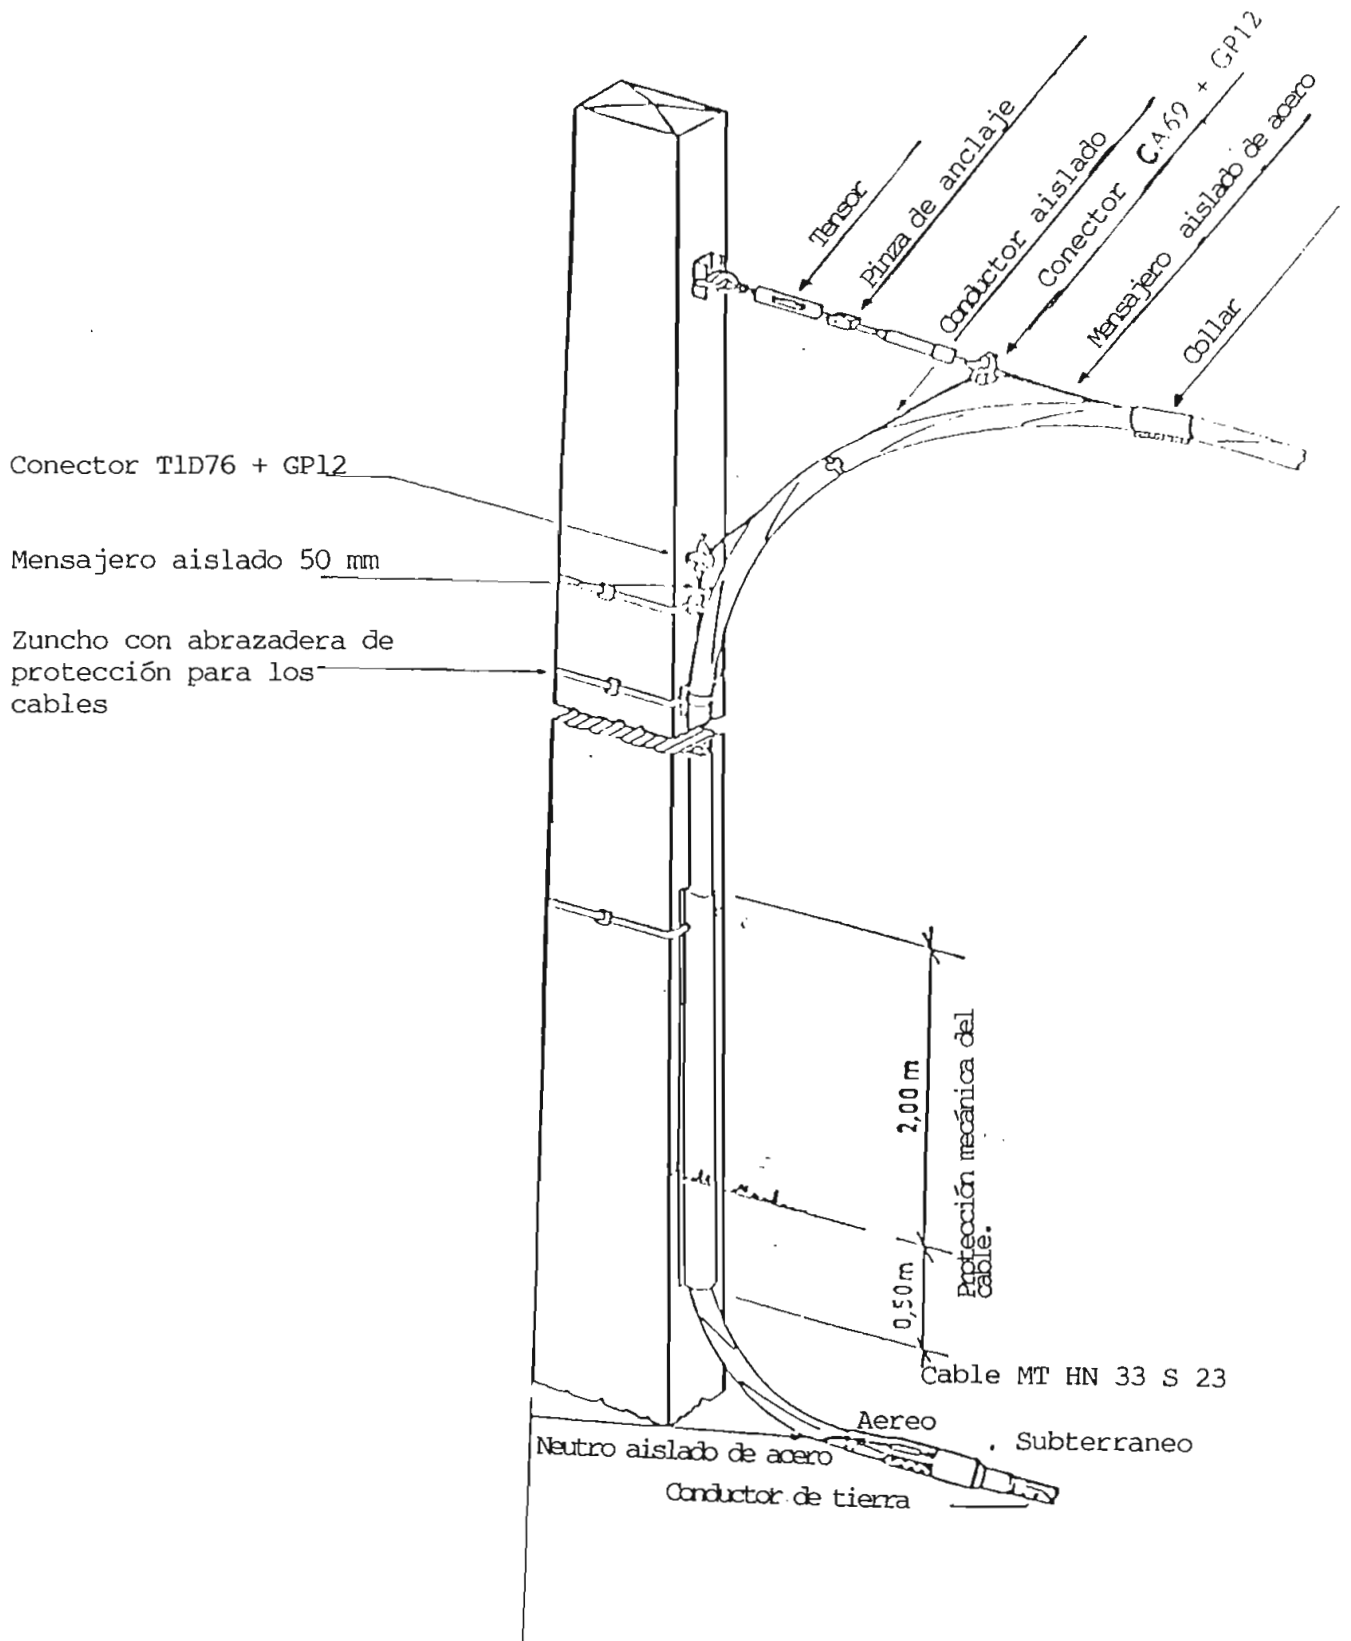 Tensor
Pinza de anclaje
Conductor aislado
Conector CA69 + GP12
Mensajero aislado de acero
Collar
Conector T1D76 + GP12
Mensajero aislado 50 mm
Zuncho con abrazadera de
protección para los
cables
2,00 m
0,50 m
Protección mecánica del
cable.
Cable MT HN 33 S 23
Aereo
Subterraneo
Neutro aislado de acero
Conductor de tierra